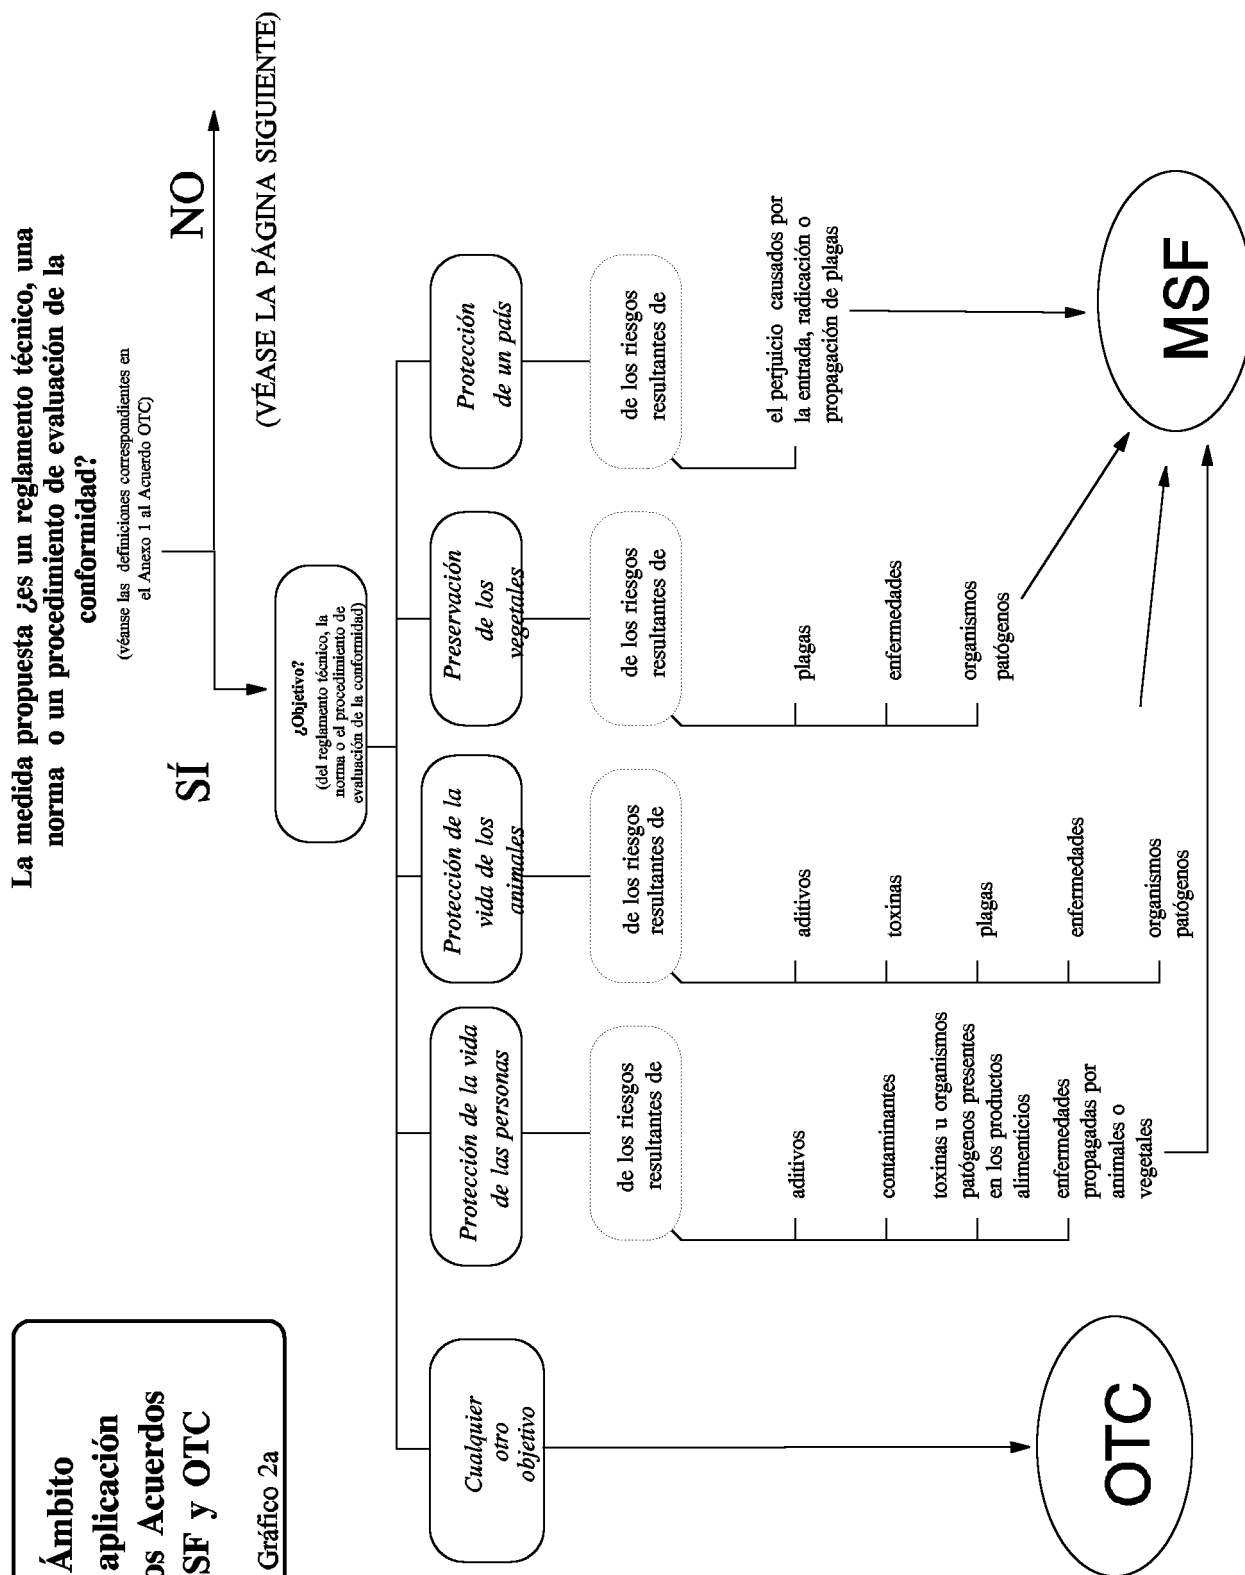 Ámbito
aplicación
os Acuerdos
SF y OTC
Gráfico 2a
La medida propuesta ¿es un reglamento técnico, una
norma o un procedimiento de evaluación de la
conformidad?
(véanse las definiciones correspondientes en
el Anexo 1 al Acuerdo OTC)
SÍ
NO
(VÉASE LA PÁGINA SIGUIENTE)
¿Objetivo?
(del reglamento técnico, la
norma o el procedimiento de
evaluación de la conformidad)
Cualquier
otro
objetivo
Protección de la vida
de las personas
Protección de la
vida de los
animales
Preservación
de los
vegetales
Protección
de un país
de los riesgos
resultantes de
de los riesgos
resultantes de
de los riesgos
resultantes de
de los riesgos
resultantes de
aditivos
contaminantes
toxinas u organismos
patógenos presentes
en los productos
alimenticios
enfermedades
propagadas por
animales o
vegetales
aditivos
toxinas
plagas
enfermedades
organismos
patógenos
plagas
enfermedades
organismos
patógenos
el perjuicio causados por
la entrada, radicación o
propagación de plagas
OTC
MSF